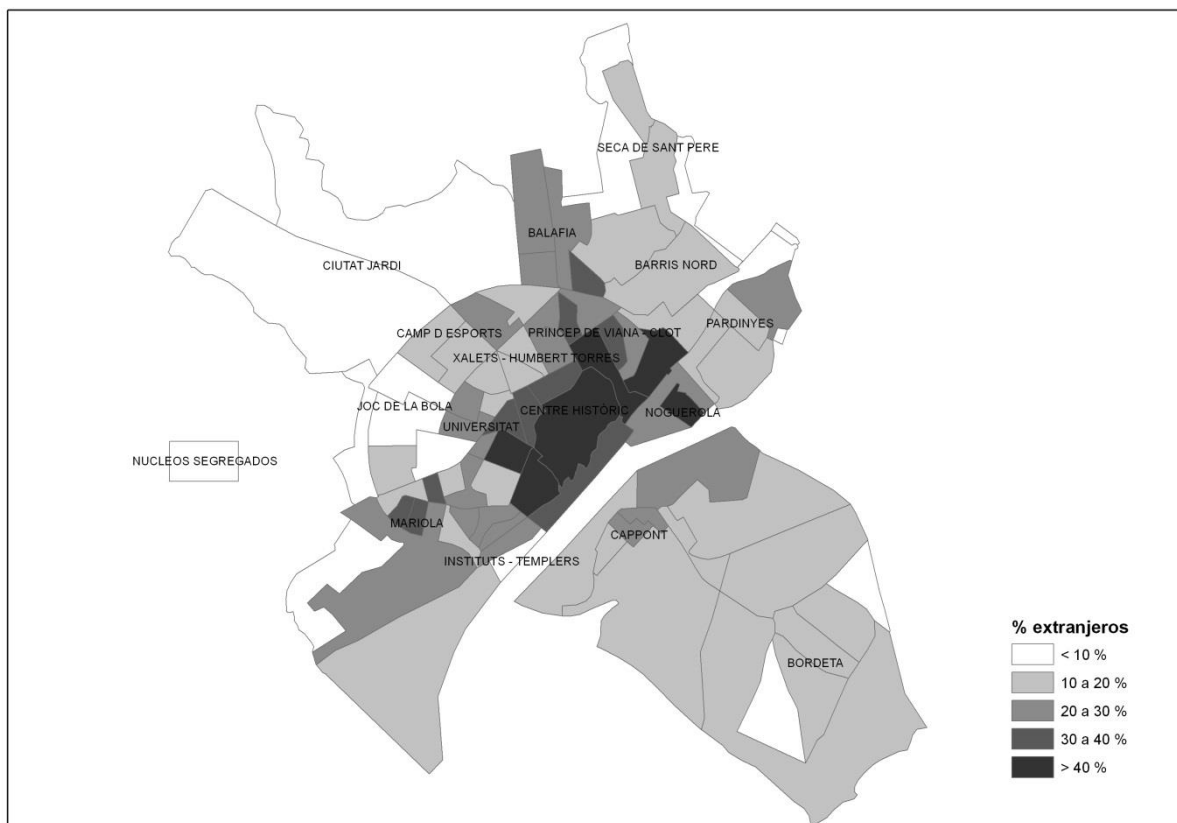 SECA DE SANT PERE
BALAFIA
CIUTAT JARDI
BARRIS NORD
CAMP D ESPORTS
PRINCEP DE VIANA - CLOT
PARDINYES
XALETS - HUMBERT TORRES
JOC DE LA BOLA
CENTRE HISTÒRIC
NOGUEROLA
UNIVERSITAT
NUCLEOS SEGREGADOS
MARIOLA
CAPPONT
INSTITUTS - TEMPLERS
BORDETA
% extranjeros
< 10 %
10 a 20 %
20 a 30 %
30 a 40 %
> 40 %